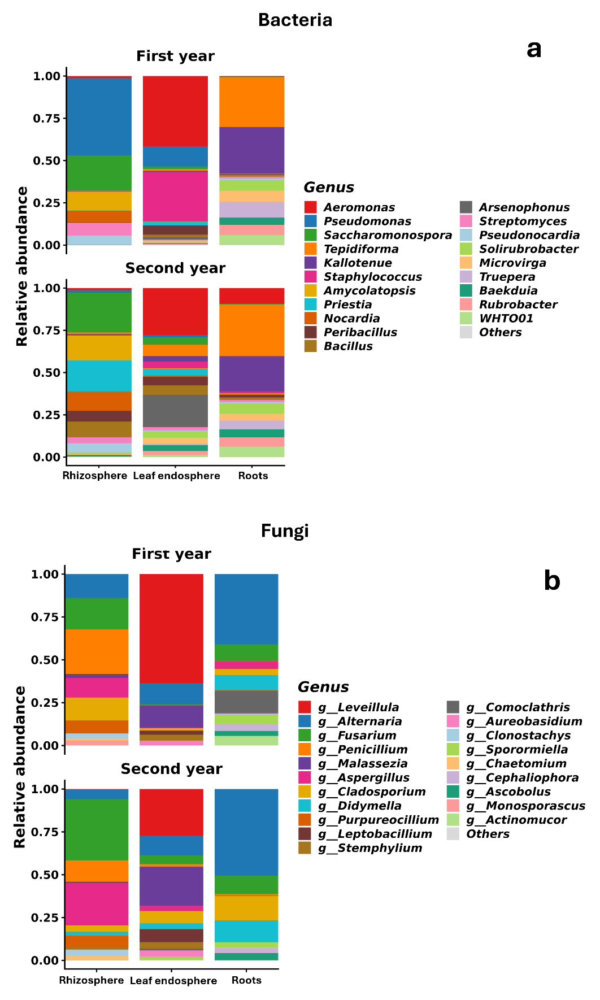 Bacteria
a
First year
1.00
0.75
0.50
0.25
0.00
Second year
1.00
0.75
0.50
0.25
0.00
Relative abundance
Rhizosphere
Leaf endosphere
Roots
Genus
Aeromonas
Pseudomonas
Saccharomonospora
Tepidiforma
Kallotenue
Staphylococcus
Amycolatopsis
Priestia
Nocardia
Peribacillus
Bacillus
Arsenophonus
Streptomyces
Pseudonocardia
Solirubrobacter
Microvirga
Truepera
Baekduia
Rubrobacter
WHTO01
Others
Fungi
b
First year
1.00
0.75
0.50
0.25
0.00
Second year
1.00
0.75
0.50
0.25
0.00
Relative abundance
Rhizosphere
Leaf endosphere
Roots
Genus
g__Leveillula
g__Alternaria
g__Fusarium
g__Penicillium
g__Malassezia
g__Aspergillus
g__Cladosporium
g__Didymella
g__Purpureocillium
g__Leptobacillium
g__Stemphylium
g__Comoclathris
g__Aureobasidium
g__Clonostachys
g__Sporormiella
g__Chaetomium
g__Cephaliophora
g__Ascobolus
g__Monosporascus
g__Actinomucor
Others